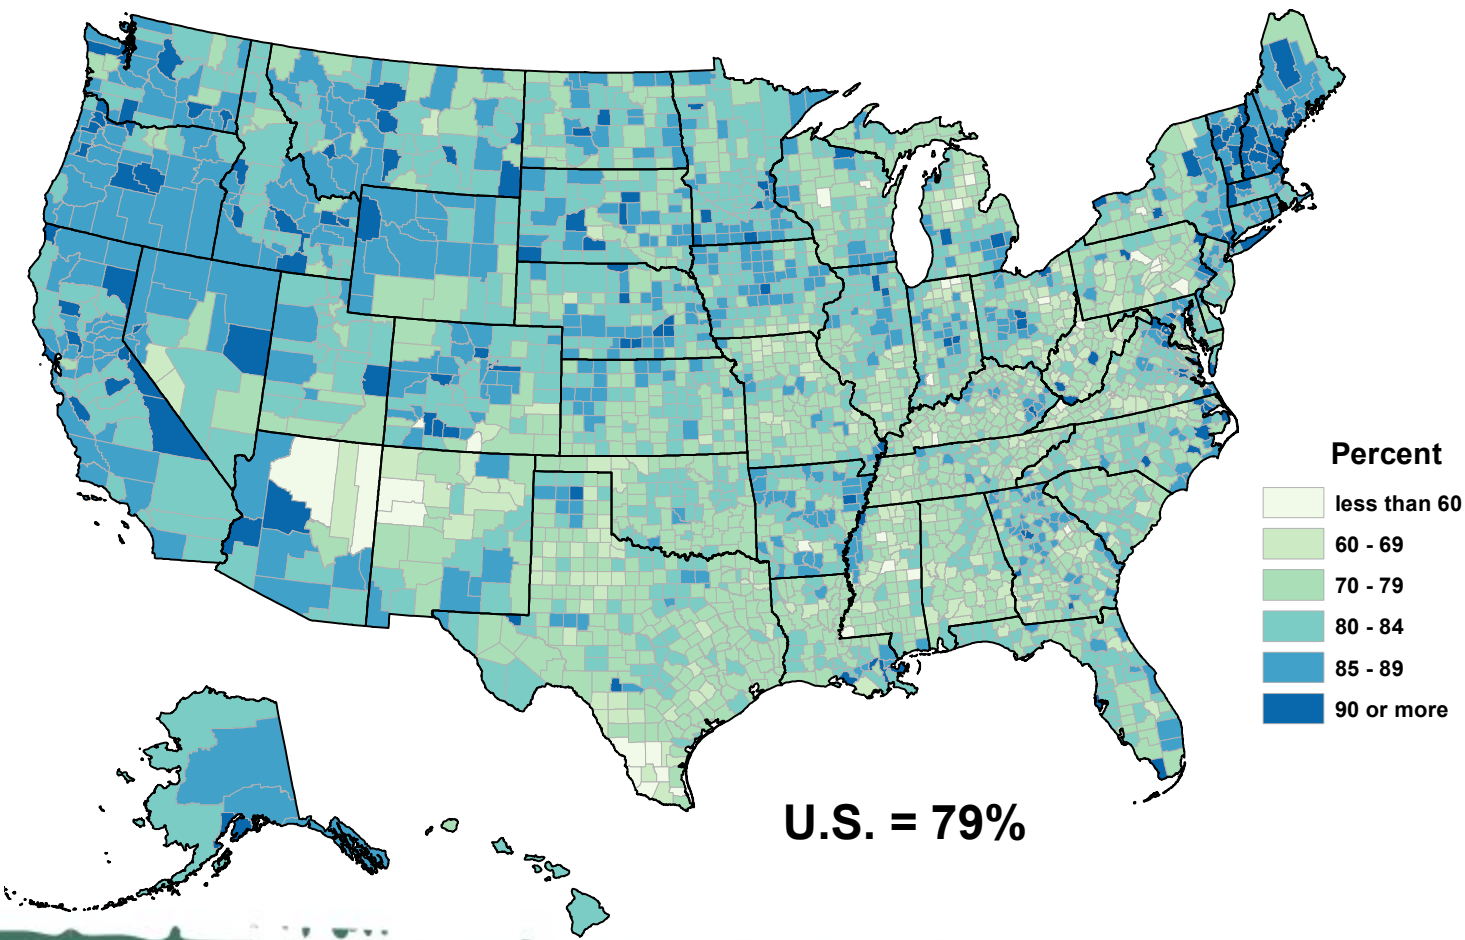 Percent
less than 60
60 - 69
70 - 79
80 - 84
85 - 89
90 or more
U.S. = 79%